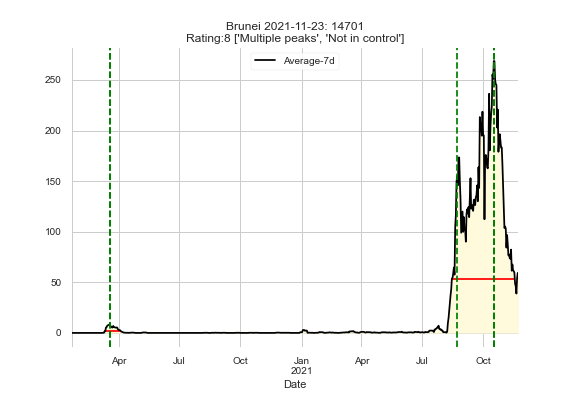 Brunei 2021-11-23: 14701
Rating:8 ['Multiple peaks', 'Not in control']
Average-7d
250
200
150
100
50
0
Apr Jul Oct Jan Apr Jul Oct
2021
Date